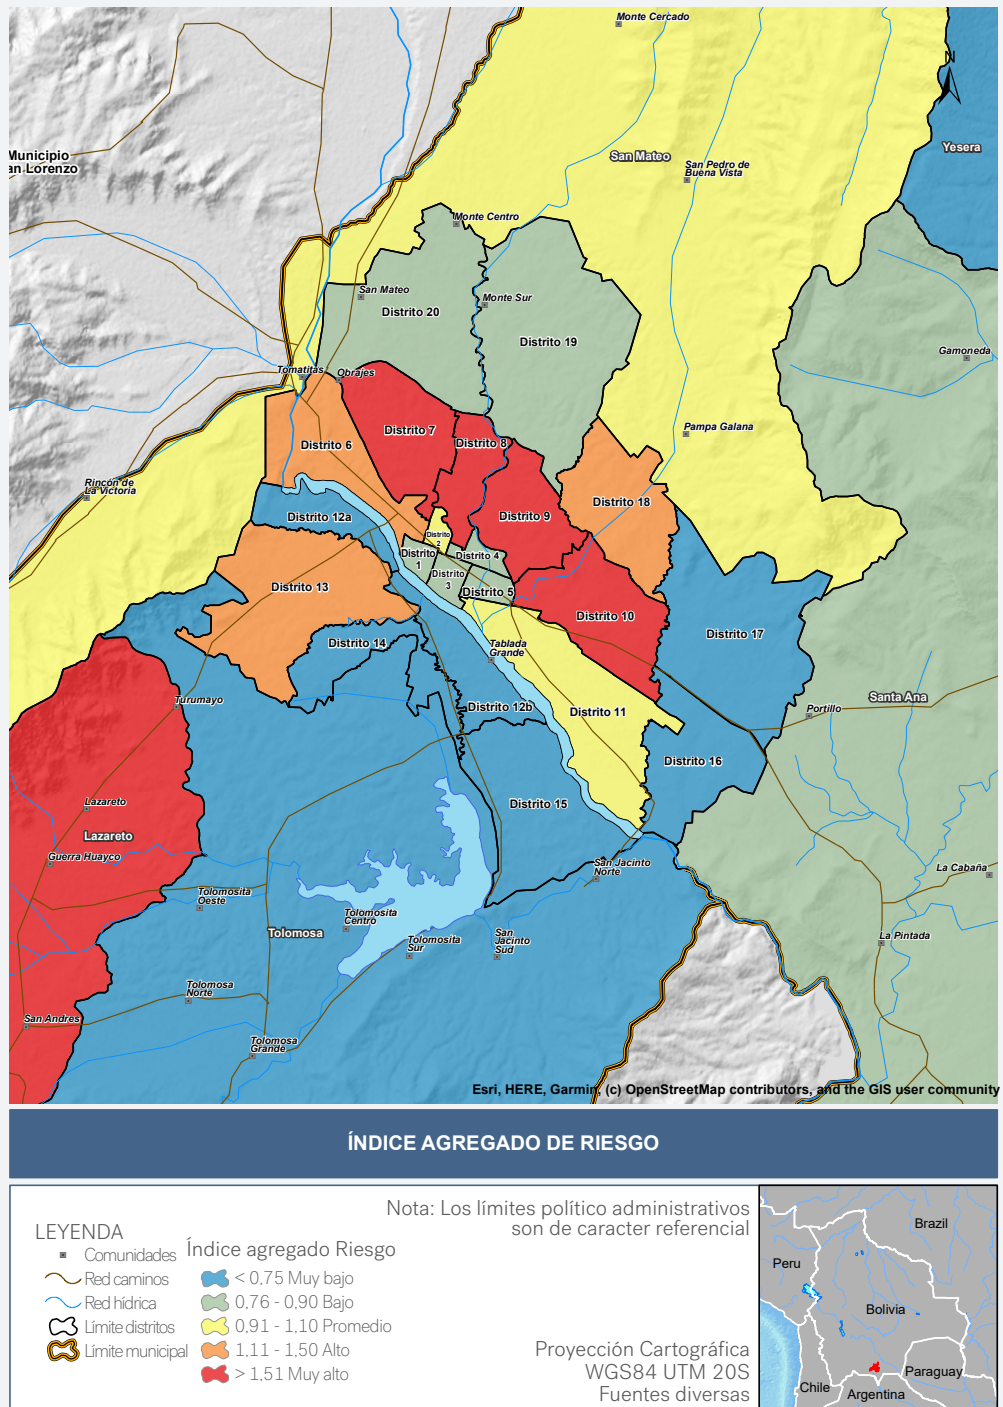 Monte Cercado
N
Municipio
an Lorenzo
San Mateo
San Pedro de
Buena Vista
Yesera
Monte Centro
San Mateo
Distrito 20
Monte Sur
Distrito 19
Gamoneda
Tomatitas
Obrajes
Distrito 7
Distrito 8
Pampa Galana
Distrito 6
Rincón de
La Victoria
Distrito 12a
Distrito 9
Distrito 18
Distrito
2
Distrito
1
Distrito 4
Distrito
3
Distrito 5
Distrito 13
Distrito 10
Distrito 14
Distrito 17
Tablada
Grande
Turumayo
Distrito 12b
Distrito 11
Santa Ana
Portillo
Distrito 16
Lazareto
Distrito 15
Lazareto
Guerra Huayco
San Jacinto
Norte
La Cabaña
Tolomosita
Oeste
Tolomosita
Centro
Tolomosa
Tolomosita
Sur
San
Jacinto
Sud
La Pintada
Tolomosa
Norte
San Andres
Tolomosa
Grande
Esri, HERE, Garmin, (c) OpenStreetMap contributors, and the GIS user community
ÍNDICE AGREGADO DE RIESGO
Nota: Los límites político administrativos
son de caracter referencial
LEYENDA
Comunidades
Red caminos
Red hídrica
Límite distritos
Límite municipal
Índice agregado Riesgo
< 0,75 Muy bajo
0,76 - 0,90 Bajo
0,91 - 1,10 Promedio
1,11 - 1,50 Alto
> 1,51 Muy alto
Proyección Cartográfica
WGS84 UTM 20S
Fuentes diversas
Brazil
Peru
Bolivia
Paraguay
Chile
Argentina